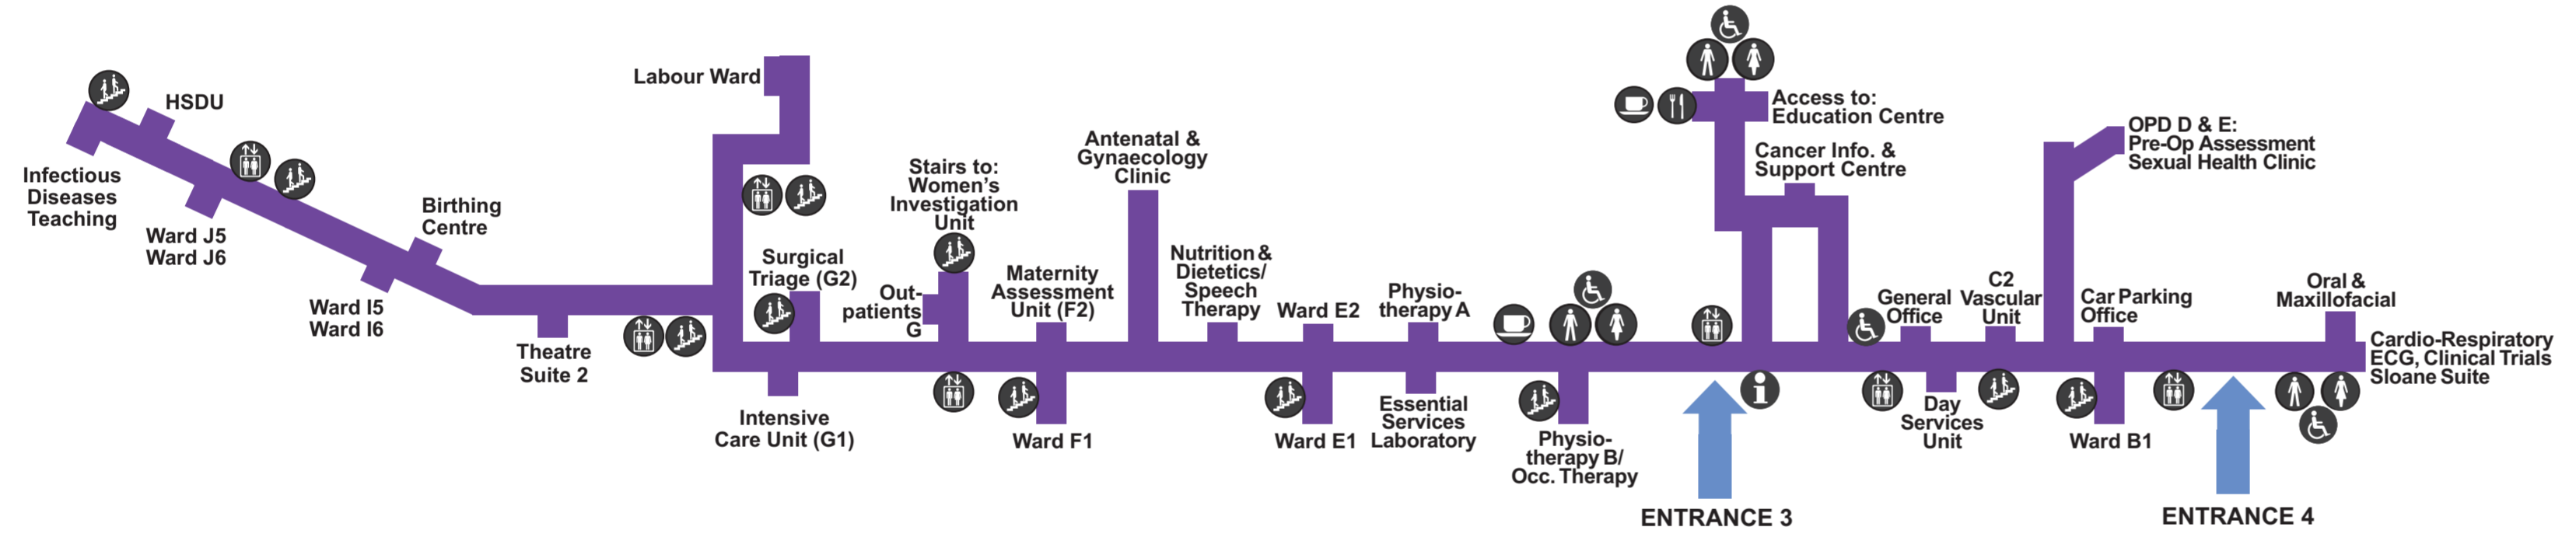 HSDU
Infectious
Diseases
Teaching
Ward J5
Ward J6
Birthing
Centre
Ward I5
Ward I6
Theatre
Suite 2
Labour Ward
Surgical
Triage (G2)
Intensive
Care Unit (G1)
Out-
patients
G
Stairs to:
Women's
Investigation
Unit
Maternity
Assessment
Unit (F2)
Ward F1
Antenatal &
Gynaecology
Clinic
Nutrition &
Dietetics/
Speech
Therapy
Ward E2
Ward E1
Physio-
therapy A
Essential
Services
Laboratory
Physio-
therapy B/
Occ. Therapy
Access to:
Education Centre
Cancer Info. &
Support Centre
ENTRANCE 3
i
General
Office
Day
Services
Unit
C2
Vascular
Unit
OPD D & E:
Pre-Op Assessment
Sexual Health Clinic
Car Parking
Office
Ward B1
ENTRANCE 4
Oral &
Maxillofacial
Cardio-Respiratory
ECG, Clinical Trials
Sloane Suite